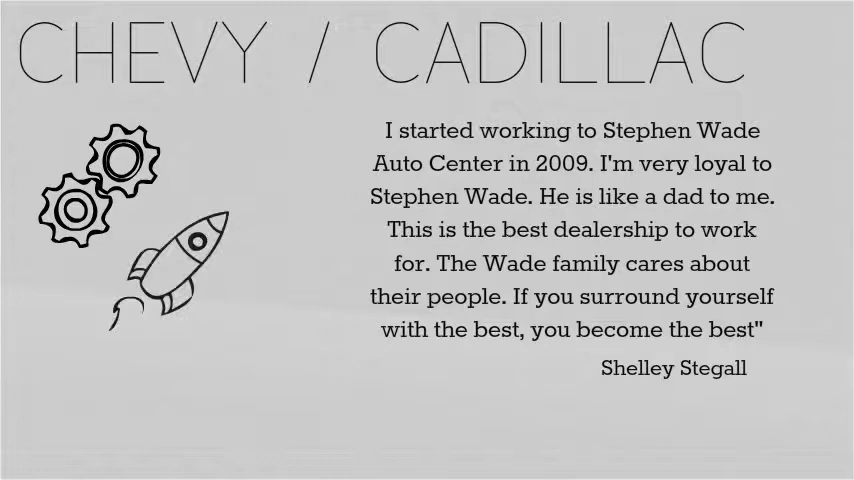 CHEVY / CADILLAC
I started working to Stephen Wade
Auto Center in 2009. I'm very loyal to
Stephen Wade. He is like a dad to me.
This is the best dealership to work
for. The Wade family cares about
their people. If you surround yourself
with the best, you become the best"
Shelley Stegall